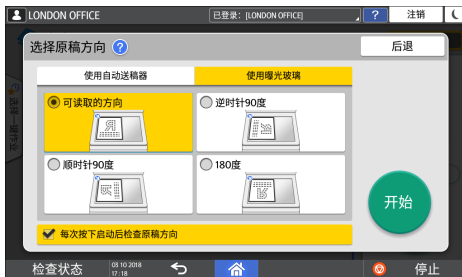 LONDON OFFICE
已登录：[LONDON OFFICE]
?
注销
选择原稿方向 ?
后退
使用自动送稿器
使用曝光玻璃
可读取的方向
逆时针90度
顺时针90度
180度
开始
每次按下启动后检查原稿方向
检查状态
03 10 2018
17:18
停止